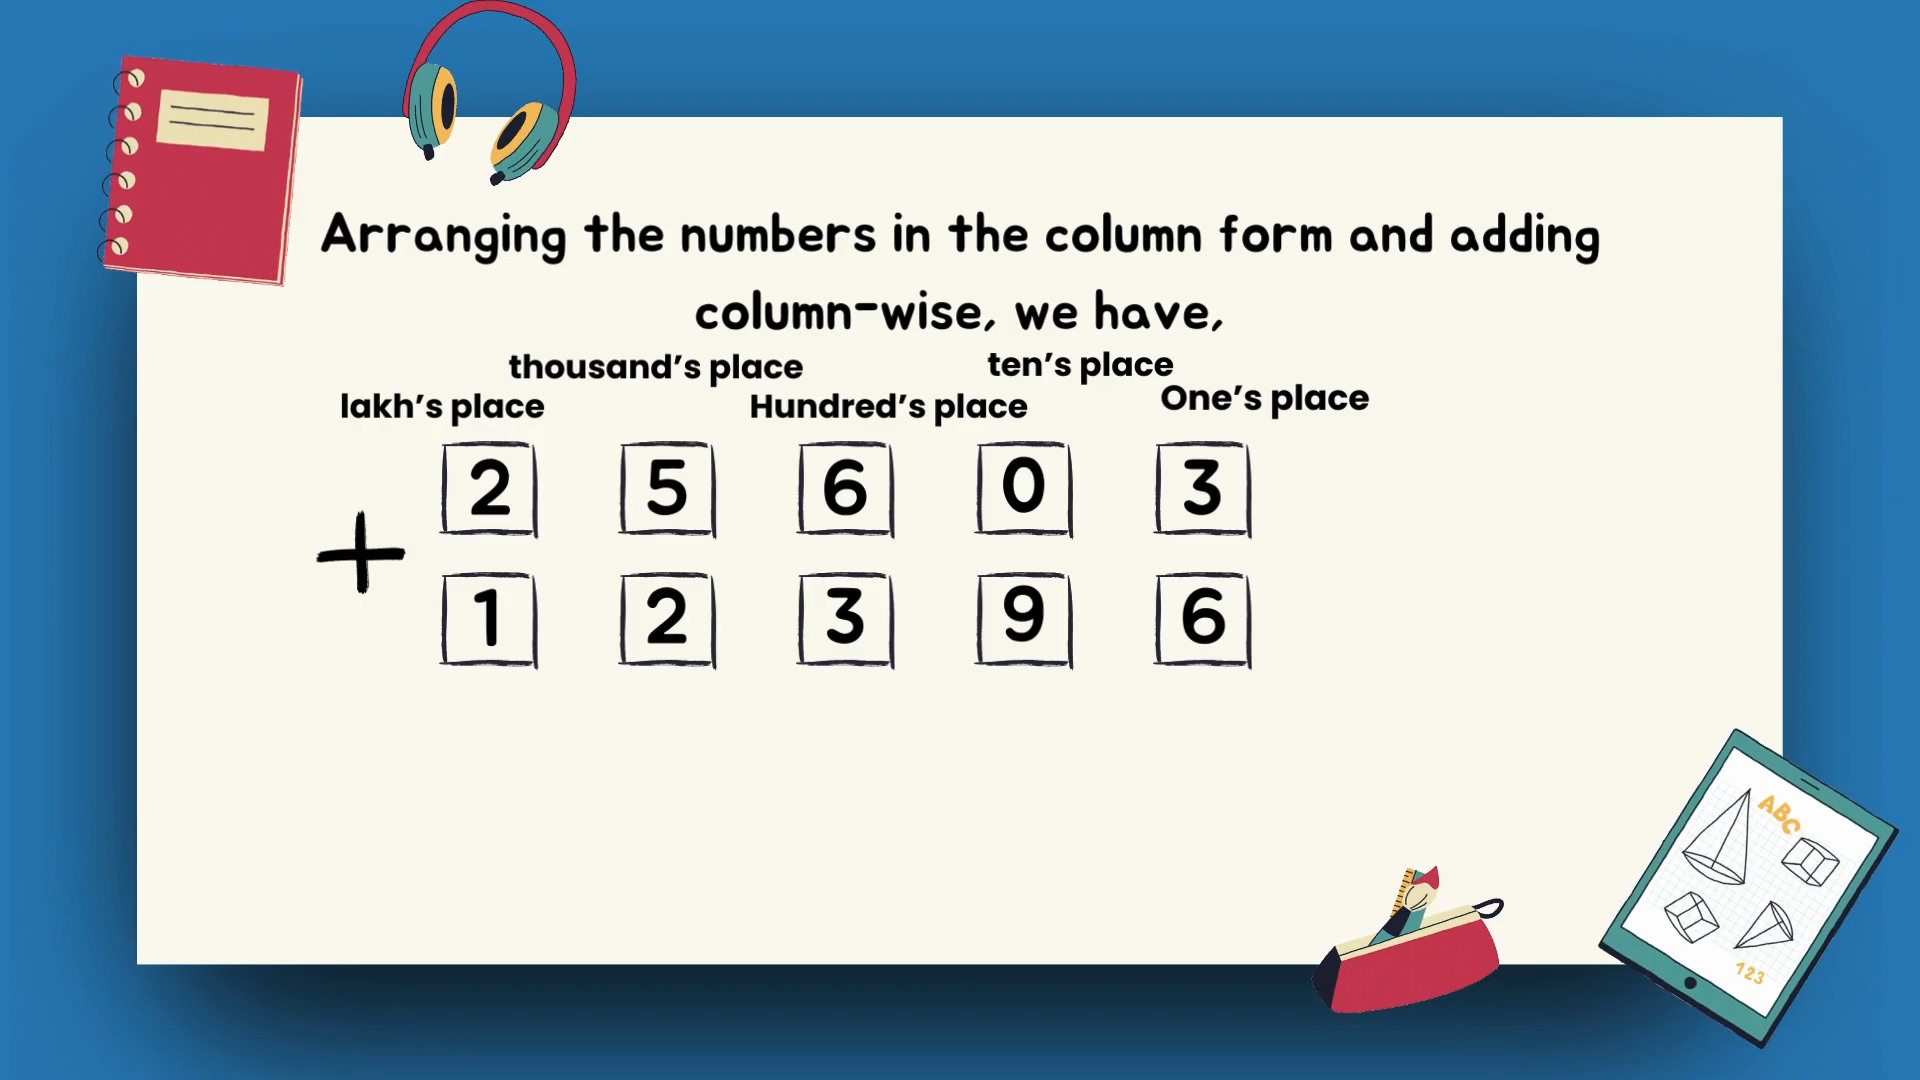 Arranging the numbers in the column form and adding
column-wise, we have,
thousand's place ten's place
lakh's place Hundred's place One's place
2 5 6 0 3
+
1 2 3 9 6
ABC
123